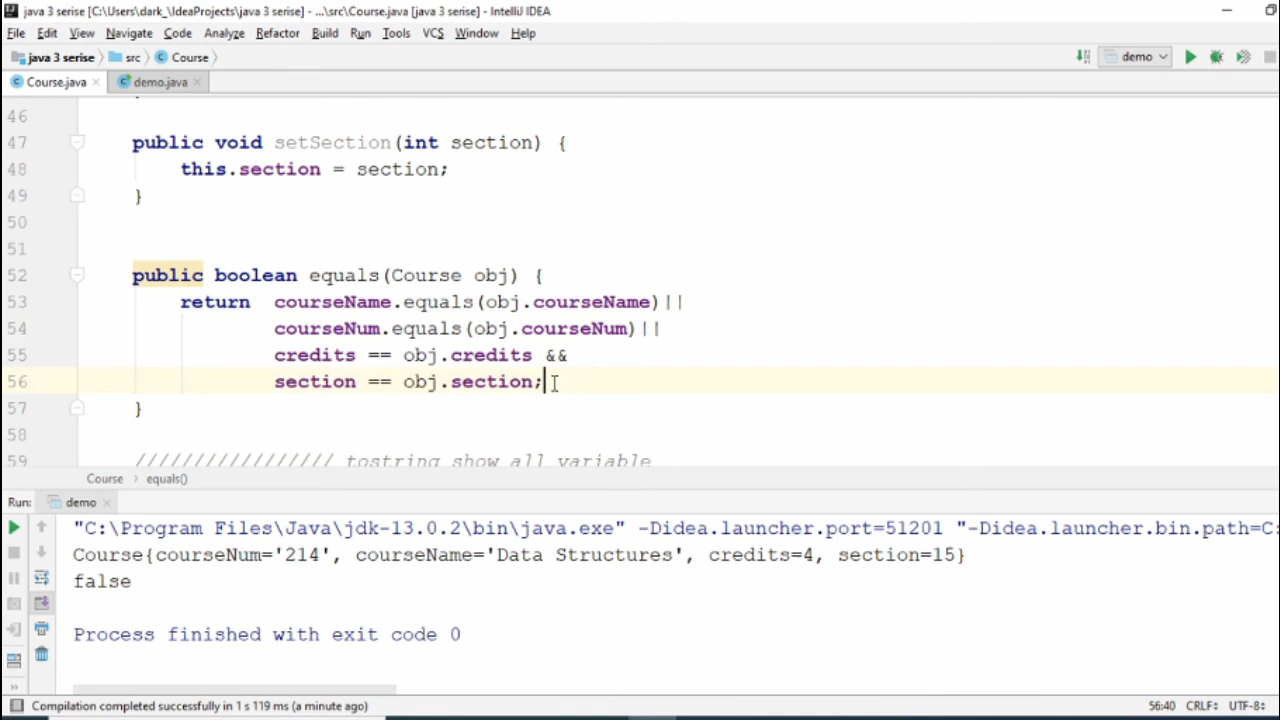 java 3 serise [C:\Users\dark_\IdeaProjects\java 3 serise] - ...\src\Course.java [java 3 serise] - IntelliJ IDEA
File Edit View Navigate Code Analyze Refactor Build Run Tools VCS Window Help
java 3 serise src Course demo
Course.java demo.java
46
47 public void setSection(int section) {
48 this.section = section;
49 }
50
51
52 public boolean equals(Course obj) {
53 return courseName.equals(obj.courseName)||
54 courseNum.equals(obj.courseNum)||
55 credits == obj.credits &&
56 section == obj.section;
57 }
58
59 ///////////////// tostring show all variable
Course equals()
Run: demo
"C:\Program Files\Java\jdk-13.0.2\bin\java.exe" -Didea.launcher.port=51201 "-Didea.launcher.bin.path=C:
Course{courseNum='214', courseName='Data Structures', credits=4, section=15}
false
Process finished with exit code 0
Compilation completed successfully in 1 s 119 ms (a minute ago) 56:40 CRLF UTF-8